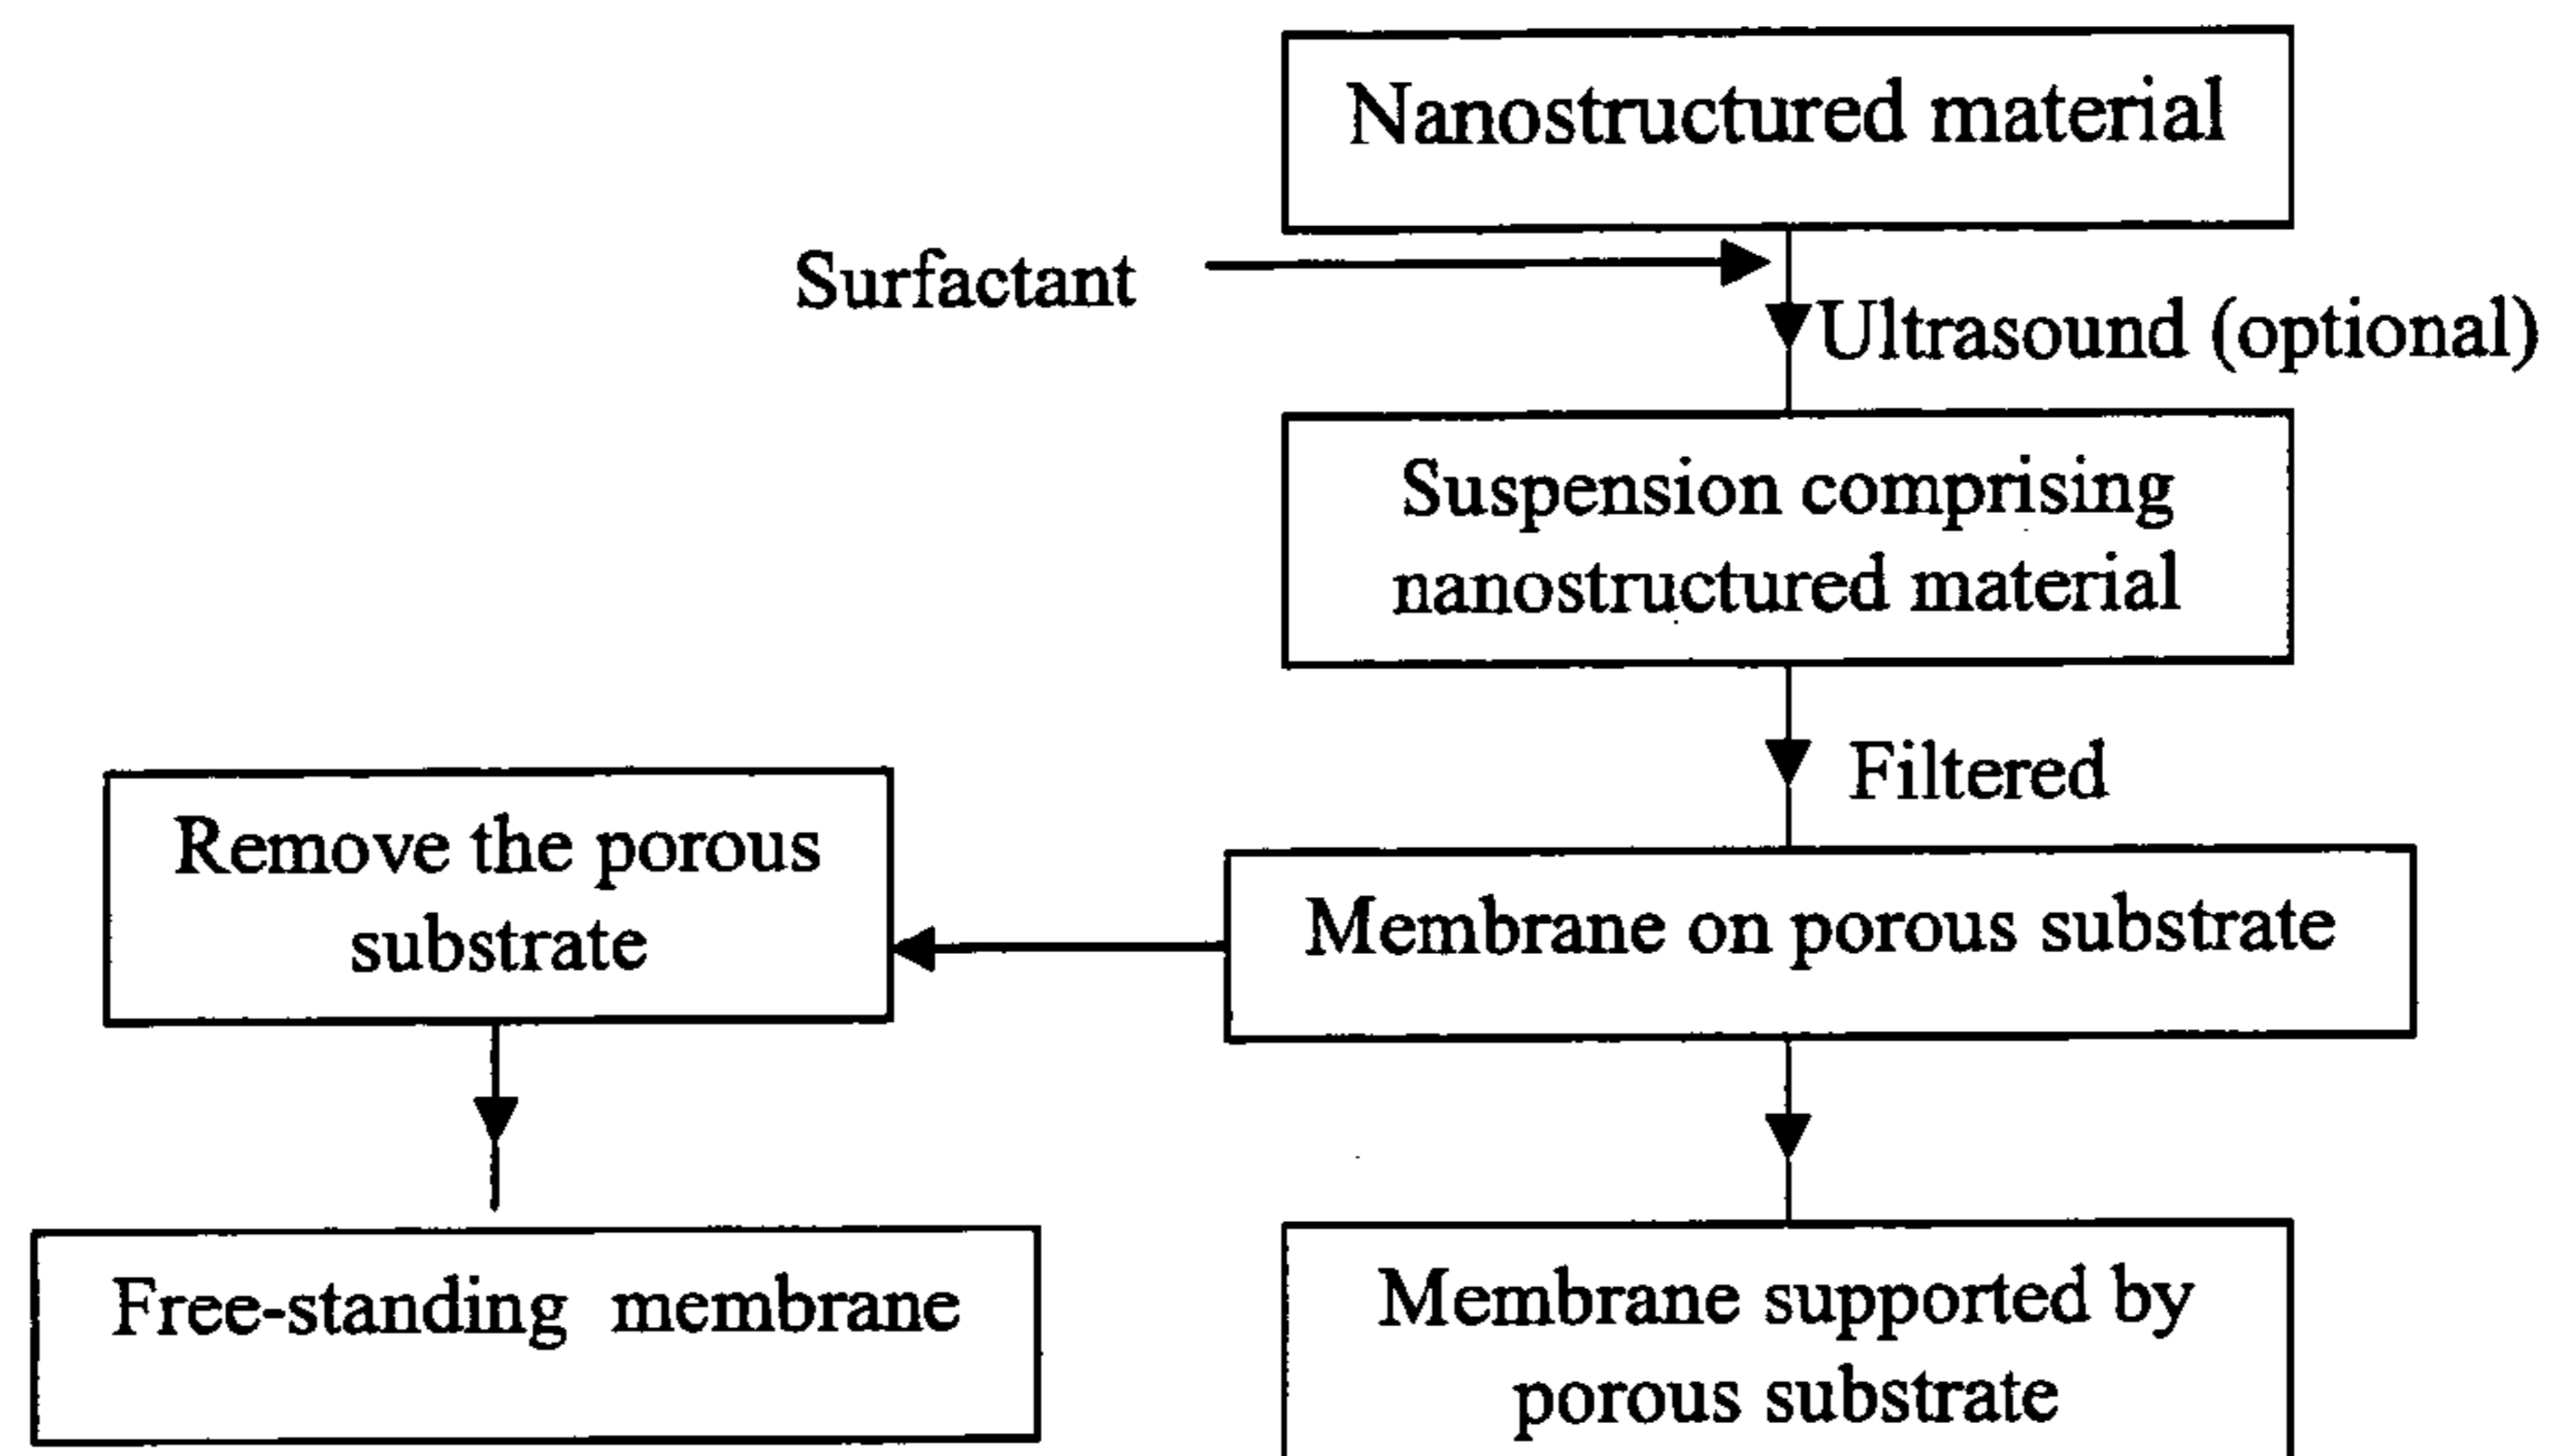 Nanostructured material
Surfactant
Ultrasound (optional)
Suspension comprising
nanostructured material
Filtered
Remove the porous
substrate
Membrane on porous substrate
Free-standing membrane
Membrane supported by
porous substrate